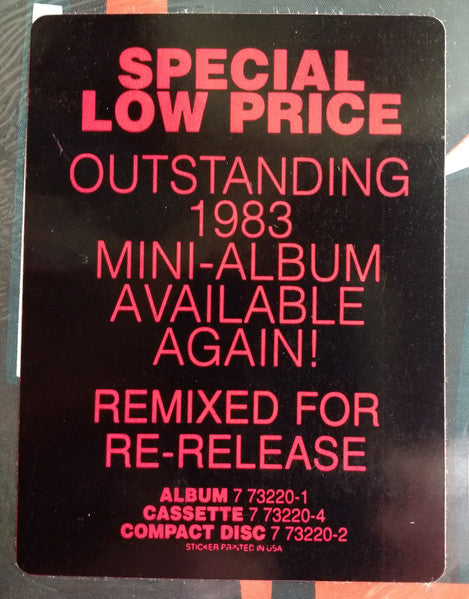 SPECIAL
LOW PRICE
OUTSTANDING
1983
MINI-ALBUM
AVAILABLE
AGAIN!
REMIXED FOR
RE-RELEASE
ALBUM 7 73220-1
CASSETTE 7 73220-4
COMPACT DISC 7 73220-2
STICKER PRINTED IN USA